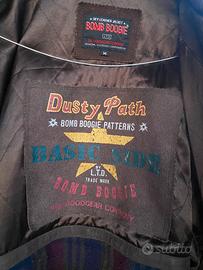 BOMB BOOGIE
Dusty Path
BOMB BOOGIE PATTERNS
BASIC SIDE
L.T.D.
TRADE MARK
BOMB BOOGIE
subito